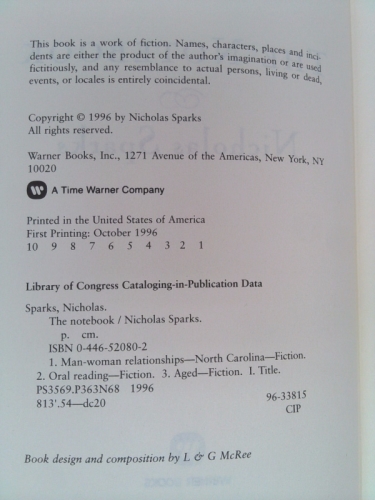 This book is a work of fiction. Names, characters, places and inci-
dents are either the product of the author's imagination or are used
fictitiously, and any resemblance to actual persons, living or dead,
events, or locales is entirely coincidental.
Copyright © 1996 by Nicholas Sparks
All rights reserved.
Warner Books, Inc., 1271 Avenue of the Americas, New York, NY
10020
A Time Warner Company
Printed in the United States of America
First Printing: October 1996
10 9 8 7 6 5 4 3 2 1
Library of Congress Cataloging-in-Publication Data
Sparks, Nicholas.
The notebook / Nicholas Sparks.
p. cm.
ISBN 0-446-52080-2
1. Man-woman relationships—North Carolina—Fiction.
2. Oral reading—Fiction. 3. Aged—Fiction. I. Title.
PS3569.P363N68 1996
813'.54—dc20
96-33815
CIP
Book design and composition by L & G McRee